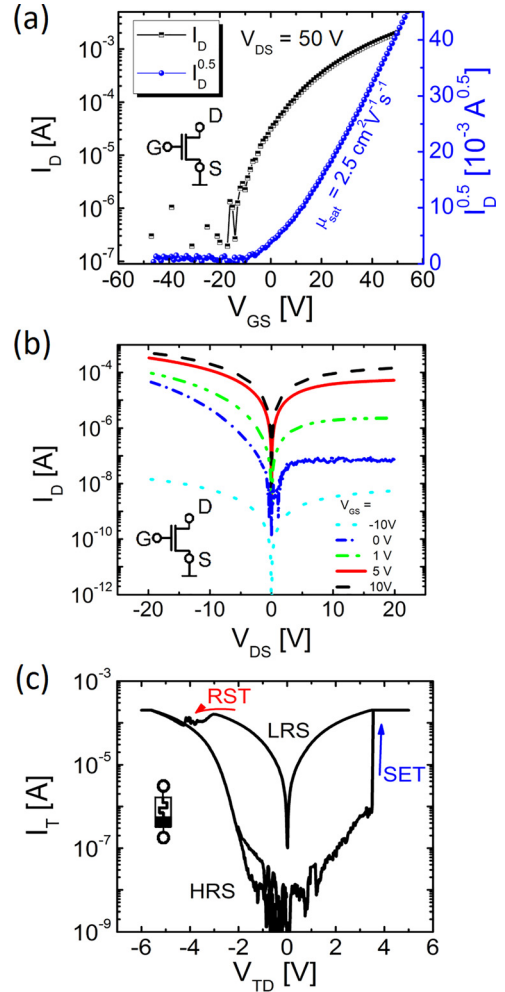 (a)
I_D
I_D^0.5
V_DS = 50 V
10^-3
10^-4
10^-5
10^-6
10^-7
I_D [A]
D
G
S
μ_sat = 2.5 cm^2V^-1s^-1
40
30
20
10
0
I_D^0.5 [10^-3 A^0.5]
-60 -40 -20 0 20 40 60
V_GS [V]
(b)
10^-4
10^-6
10^-8
10^-10
10^-12
I_D [A]
D
G
S
V_GS =
-10V
0 V
1 V
5 V
10V
-20 -10 0 10 20
V_DS [V]
(c)
10^-3
10^-5
10^-7
10^-9
I_T [A]
RST
LRS
SET
HRS
-6 -4 -2 0 2 4 6
V_TD [V]